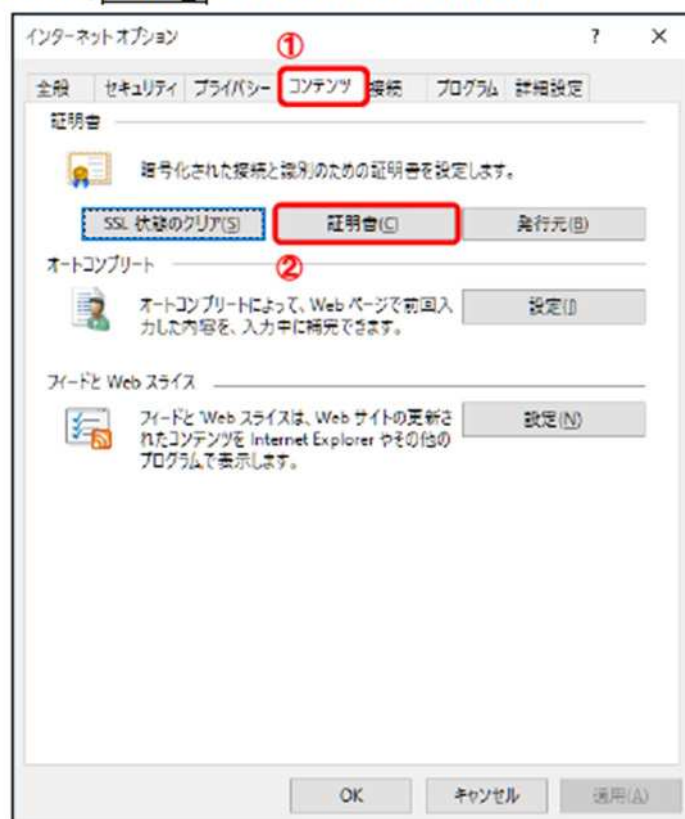 インターネットオプション ? ×
①
全般 セキュリティ プライバシー コンテンツ 接続 プログラム 詳細設定
証明書
暗号化された接続と識別のための証明書を設定します。
SSL 状態のクリア(S) 証明書(C) 発行元(B)
②
オートコンプリート
オートコンプリートによって、Web ページで前回入力した内容を、入力中に補完できます。
設定(I)
フィードと Web スライス
フィードと Web スライスは、Web サイトの更新されたコンテンツを Internet Explorer やその他のプログラムで表示します。
設定(N)
OK キャンセル 適用(A)